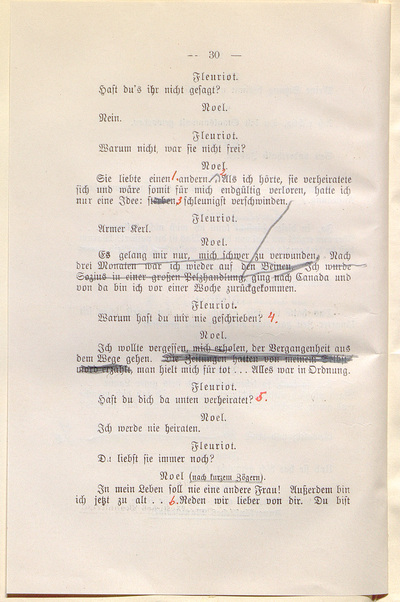 -- 30 —
Fleuriot.
Hast du's ihr nicht gesagt?
Noel.
Nein.
Fleuriot.
Warum nicht, war sie nicht frei?
Noel.
Sie liebte einen 1. andern. 2 Als ich hörte, sie verheiratete
sich und wäre somit für mich endgültig verloren, hatte ich
nur eine Idee: 3 schleunigst verschwinden.
Fleuriot.
Armer Kerl.
Noel.
Es gelang mir nur, mich schwer zu verwunden. Nach
drei Monaten war ich wieder auf den Beinen. Ich wurde
Sozius in einer großen Pelzhandlung, ging nach Canada und
von da bin ich vor einer Woche zurückgekommen.
Fleuriot.
Warum hast du mir nie geschrieben? 4.
Noel.
Ich wollte vergessen, mich erholen, der Vergangenheit aus
dem Wege gehen. Die Zeitungen hatten von meinem Selbst-
mord erzählt, man hielt mich für tot ... Alles war in Ordnung.
Fleuriot.
Hast du dich da unten verheiratet? 5.
Noel.
Ich werde nie heiraten.
Fleuriot.
Du liebst sie immer noch?
Noel (nach kurzem Zögern).
In mein Leben soll nie eine andere Frau! Außerdem bin
ich jetzt zu alt . . 6. Reden wir lieber von dir. Du bist